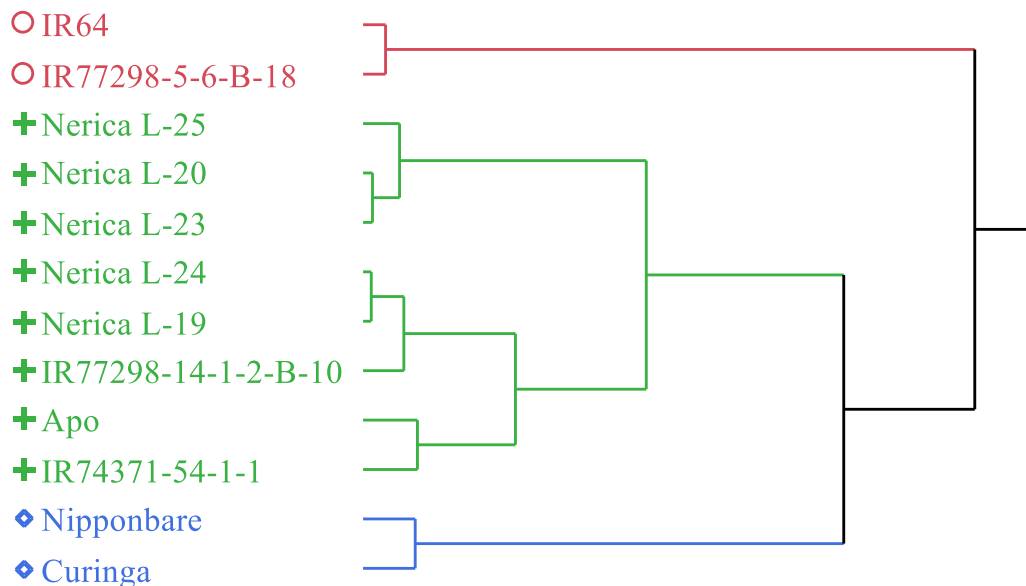 IR64
IR77298-5-6-B-18
Nerica L-25
Nerica L-20
Nerica L-23
Nerica L-24
Nerica L-19
IR77298-14-1-2-B-10
Apo
IR74371-54-1-1
Nipponbare
Curinga